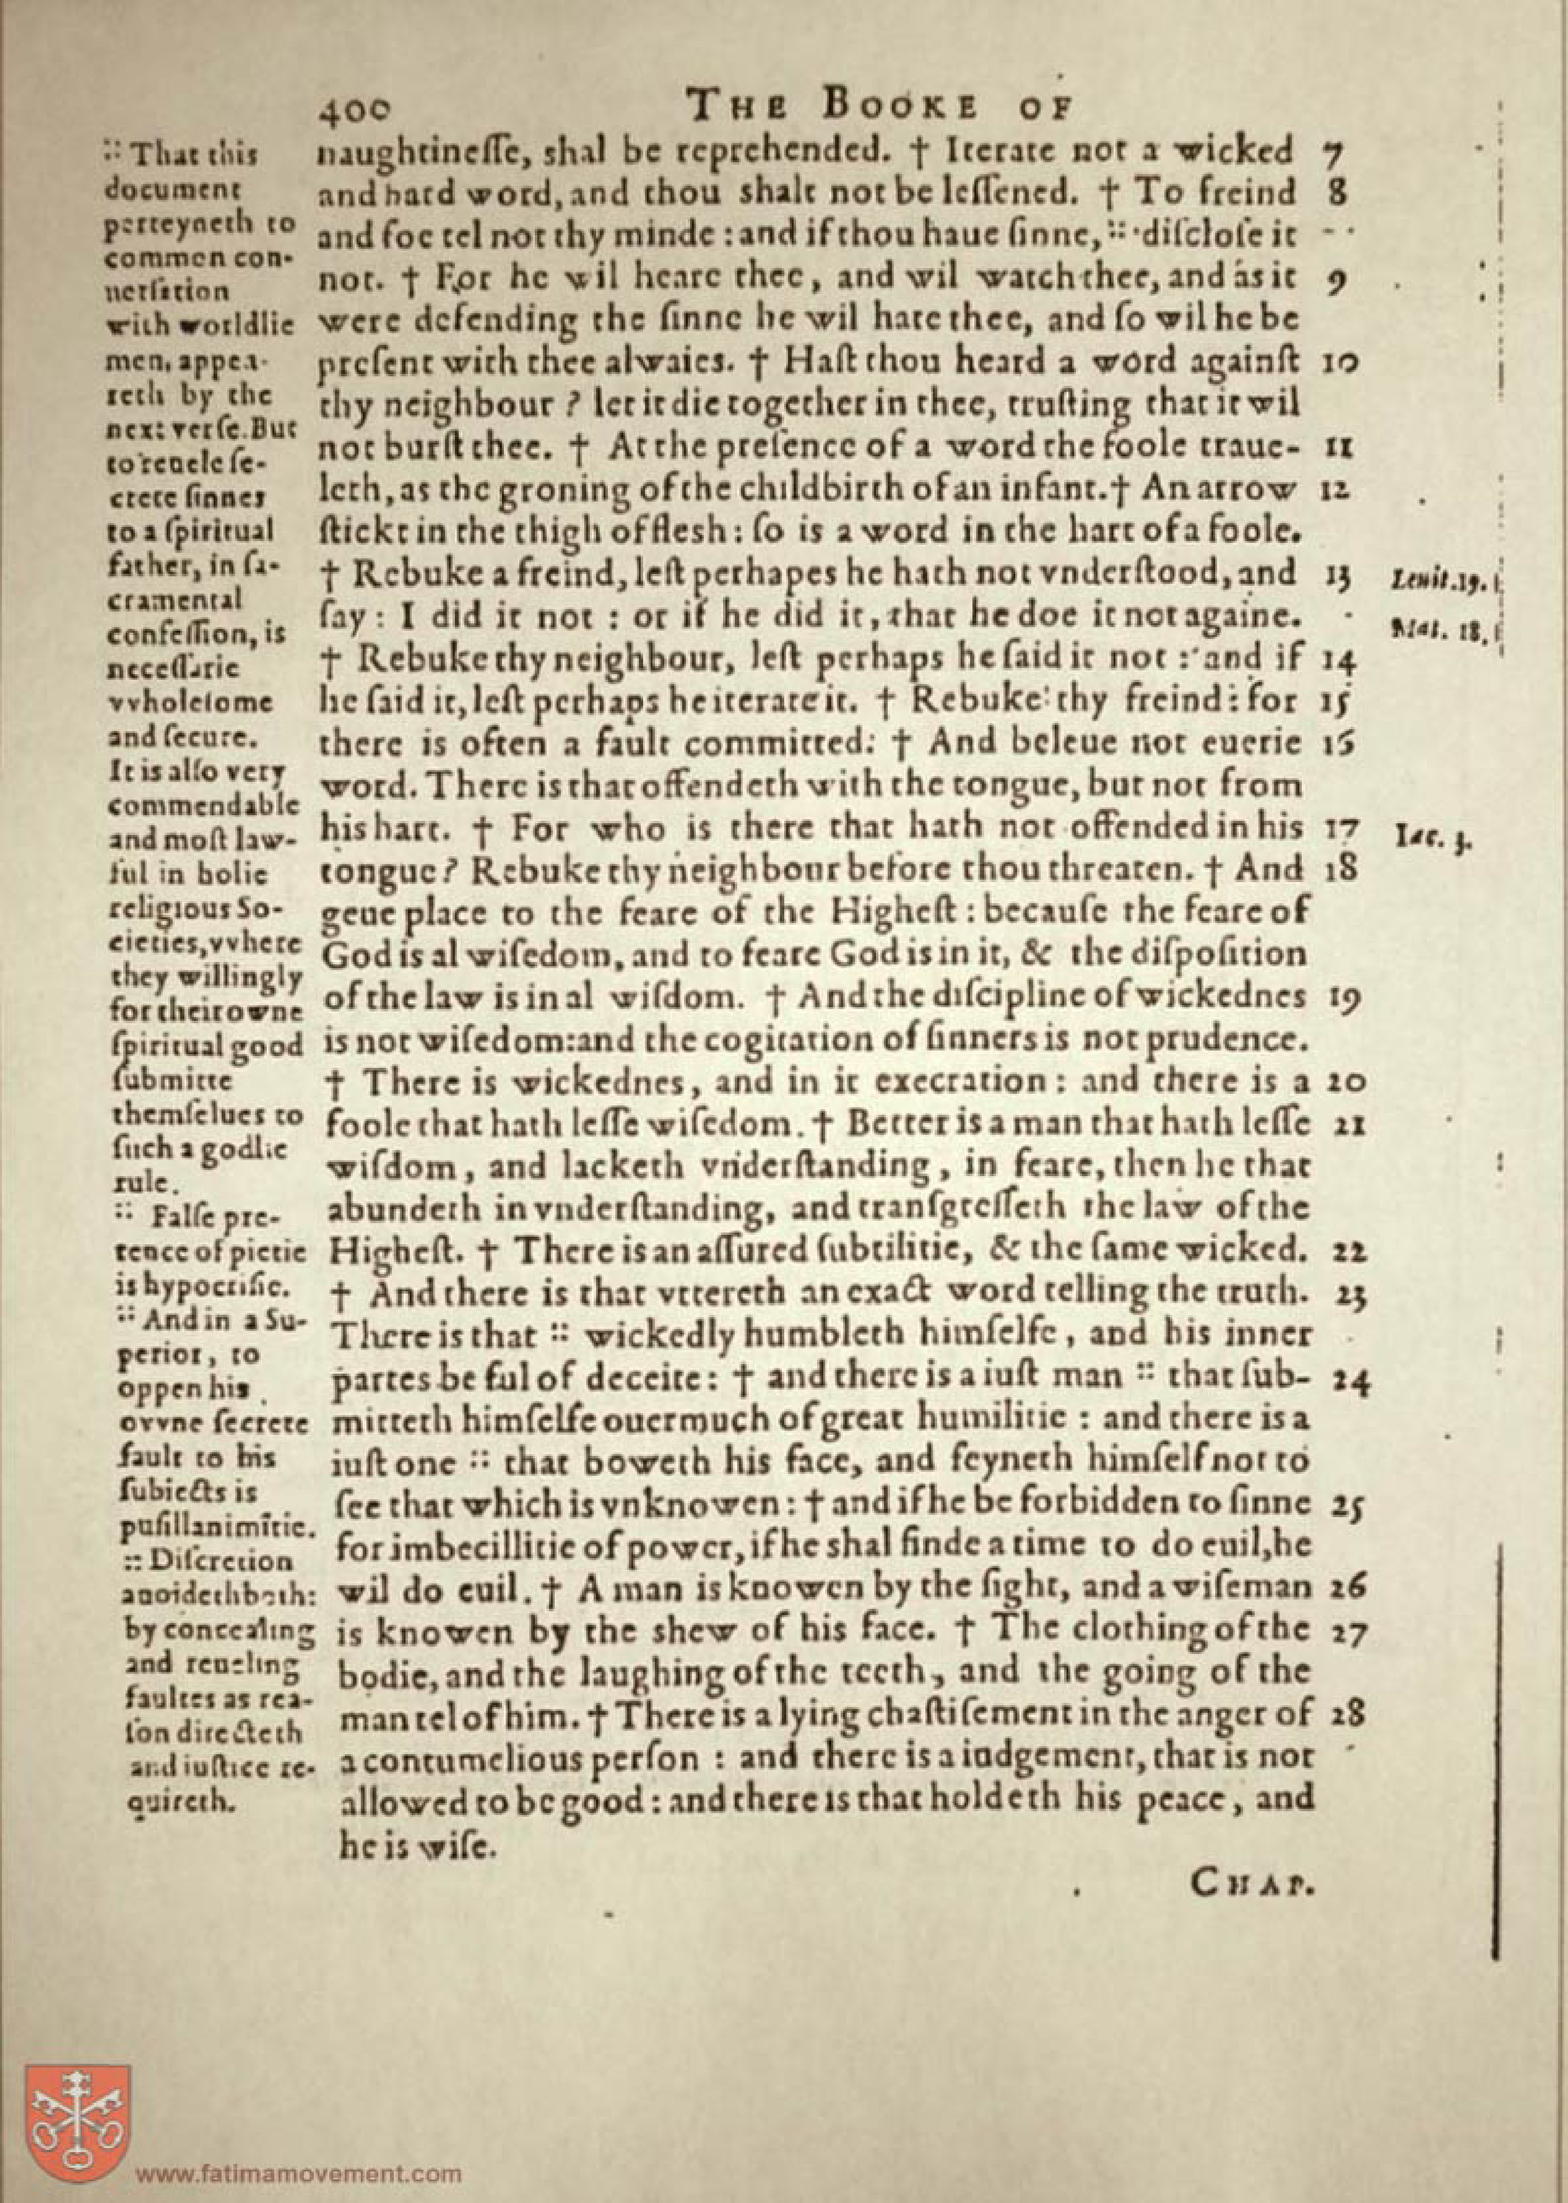 400 THE BOOKE OF
:: That this
document
perteyneth to
common con-
uersation
with worldlie
men, appea-
reth by the
next verse. But
to reuele se-
crete sinnes
to a spiritual
father, in sa-
cramental
confession, is
necessarie
vvholesome
and secure.
It is also very
commendable
and most law-
ful in holie
religious So-
cieties, vvhere
they willingly
for their owne
spiritual good
submitte
themselues to
such a godlie
rule.
:: False pre-
tence of pietie
is hypocrisie.
:: And in a Su-
perior, to
oppen his
ovvne secrete
fault to his
subiects is
pusillanimitie.
:: Discretion
auoideth both:
by concealing
and reueling
faultes as rea-
son directeth
and iustice re-
quireth.
naughtinesse, shal be reprehended. † Iterate not a wicked 7
and hard word, and thou shalt not be lessened. † To freind 8
and foe tel not thy minde : and if thou haue sinne, :: disclose it
not. † For he wil heare thee, and wil watch thee, and as it 9
were defending the sinne he wil hate thee, and so wil he be
present with thee alwaies. † Hast thou heard a word against 10
thy neighbour ? let it die together in thee, trusting that it wil
not burst thee. † At the presence of a word the foole traue- 11
leth, as the groning of the childbirth of an infant. † An arrow 12
stickt in the thigh of flesh : so is a word in the hart of a foole.
† Rebuke a freind, lest perhapes he hath not vnderstood, and 13
say : I did it not : or if he did it, that he doe it not againe.
† Rebuke thy neighbour, lest perhaps he said it not : and if 14
he said it, lest perhaps he iterate it. † Rebuke thy freind : for 15
there is often a fault committed: † And beleue not euerie 16
word. There is that offendeth with the tongue, but not from
his hart. † For who is there that hath not offended in his 17
tongue? Rebuke thy neighbour before thou threaten. † And 18
geue place to the feare of the Highest : because the feare of
God is al wisedom, and to feare God is in it, & the disposition
of the law is in al wisdom. † And the discipline of wickednes 19
is not wisedom: and the cogitation of sinners is not prudence.
† There is wickednes, and in it execration : and there is a 20
foole that hath lesse wisedom. † Better is a man that hath lesse 21
wisdom, and lacketh vnderstanding, in feare, then he that
abundeth in vnderstanding, and transgresseth the law of the
Highest. † There is an assured subtilitie, & the same wicked. 22
† And there is that vttereth an exact word telling the truth. 23
There is that :: wickedly humbleth himselfe, and his inner
partes be ful of deceite : † and there is a iust man :: that sub- 24
mitteth himselfe ouermuch of great humilitie : and there is a
iust one :: that boweth his face, and feyneth himself not to
see that which is vnknowen : † and if he be forbidden to sinne 25
for imbecillitie of power, if he shal finde a time to do euil, he
wil do euil. † A man is knowen by the sight, and a wiseman 26
is knowen by the shew of his face. † The clothing of the 27
bodie, and the laughing of the teeth, and the going of the
man tel of him. † There is a lying chastisement in the anger of 28
a contumelious person : and there is a iudgement, that is not
allowed to be good : and there is that holdeth his peace, and
he is wise.
Leuit. 19.
Mat. 18.
Iac. 3.
CHAP.
www.fatimamovement.com